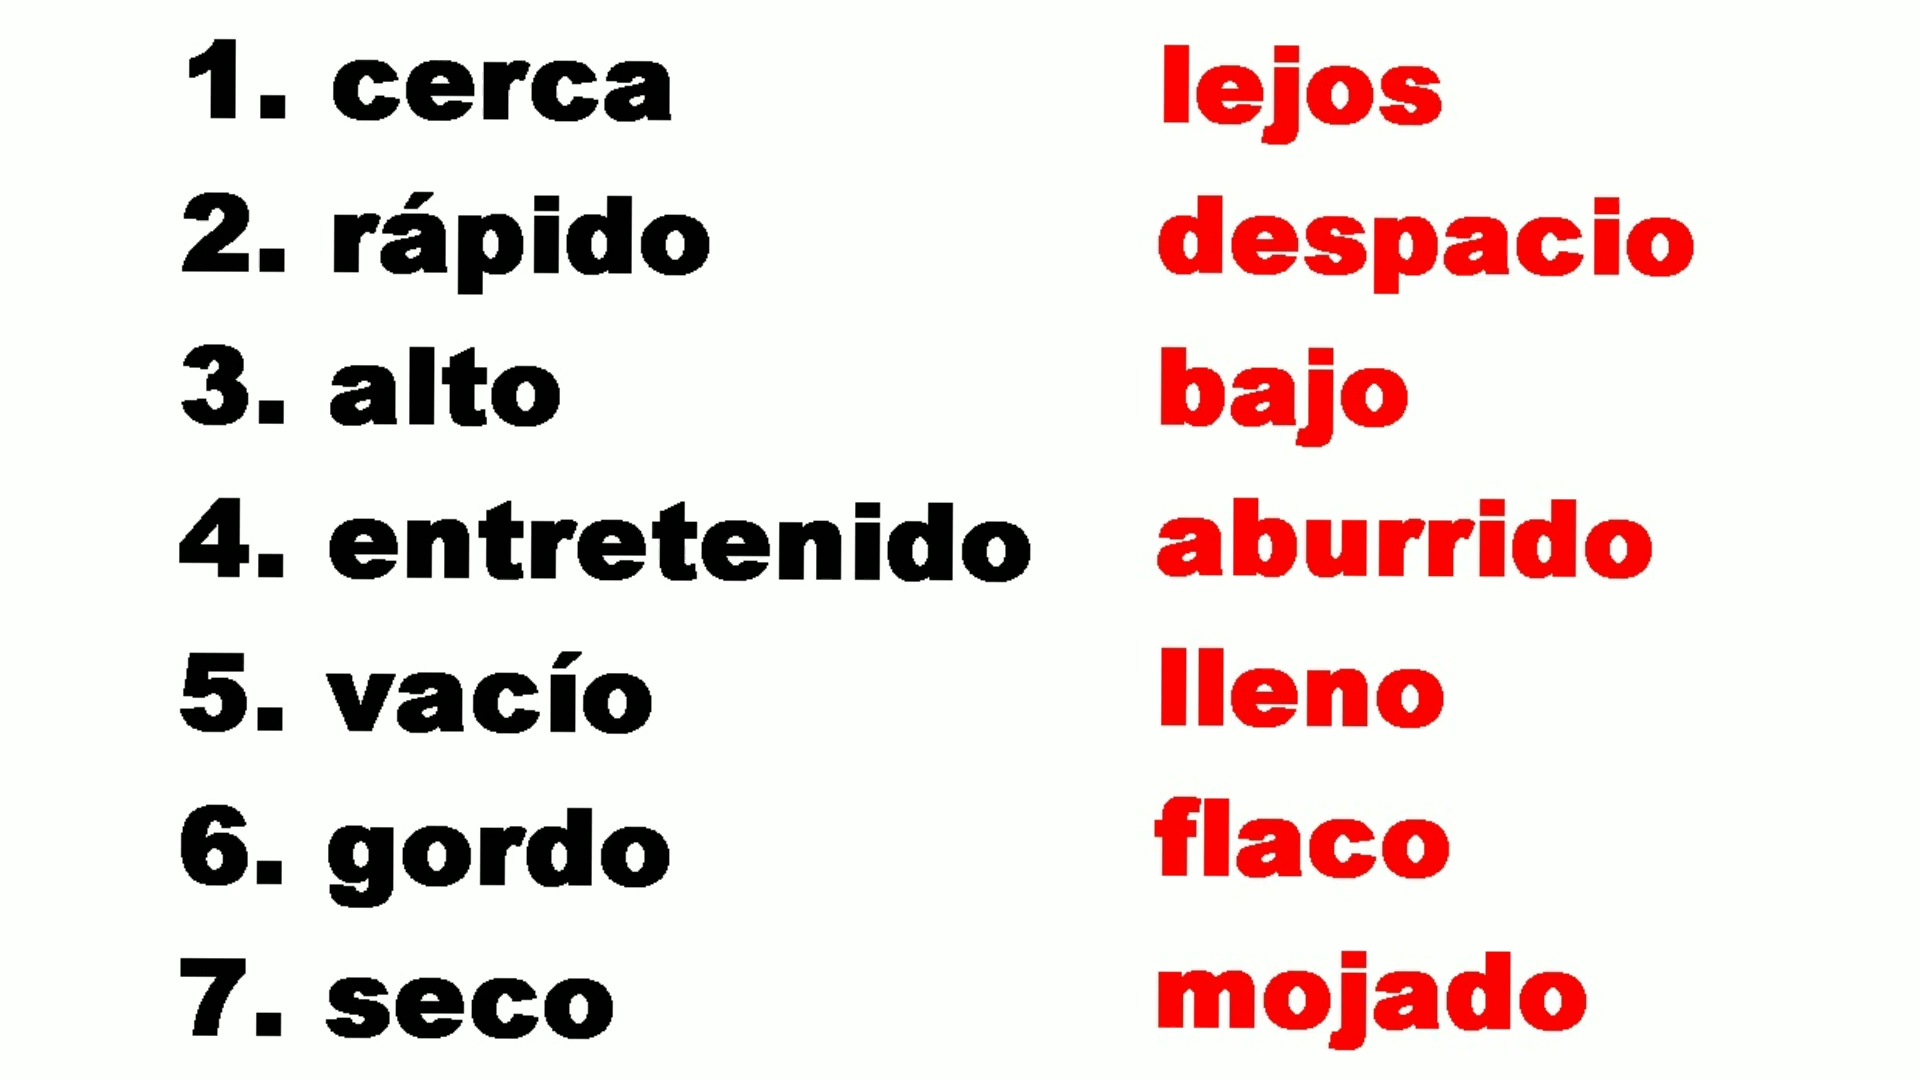 1. cerca lejos
2. rápido despacio
3. alto bajo
4. entretenido aburrido
5. vacío lleno
6. gordo flaco
7. seco mojado